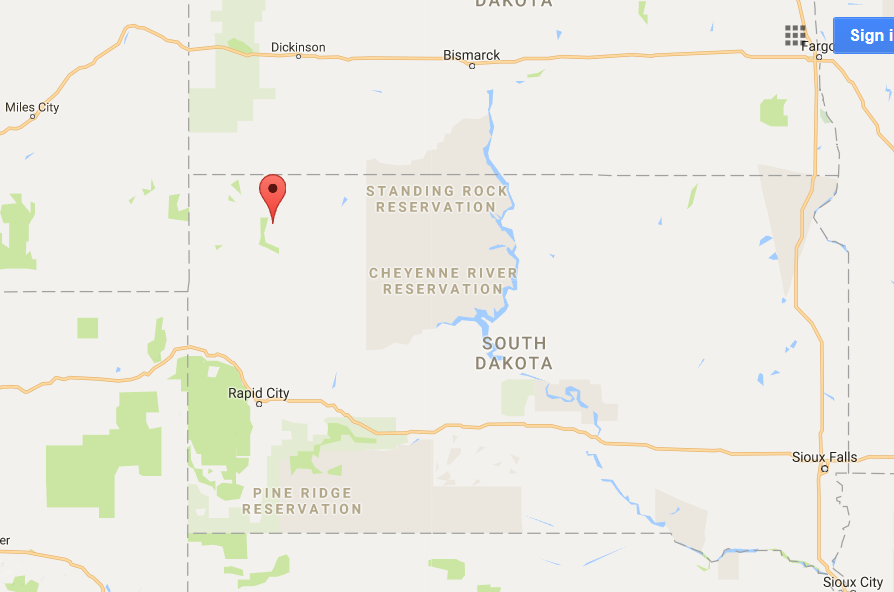 DAKOTA
Sign i
Dickinson
Fargo
Bismarck
Miles City
STANDING ROCK
RESERVATION
CHEYENNE RIVER
RESERVATION
SOUTH
DAKOTA
Rapid City
Sioux Falls
PINE RIDGE
RESERVATION
er
Sioux City